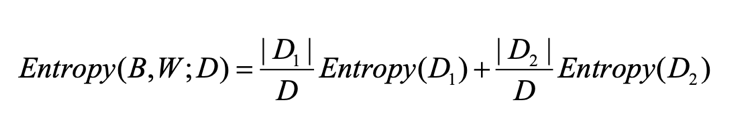 Entropy(B,W;D) = |D₁|/D Entropy(D₁) + |D₂|/D Entropy(D₂)